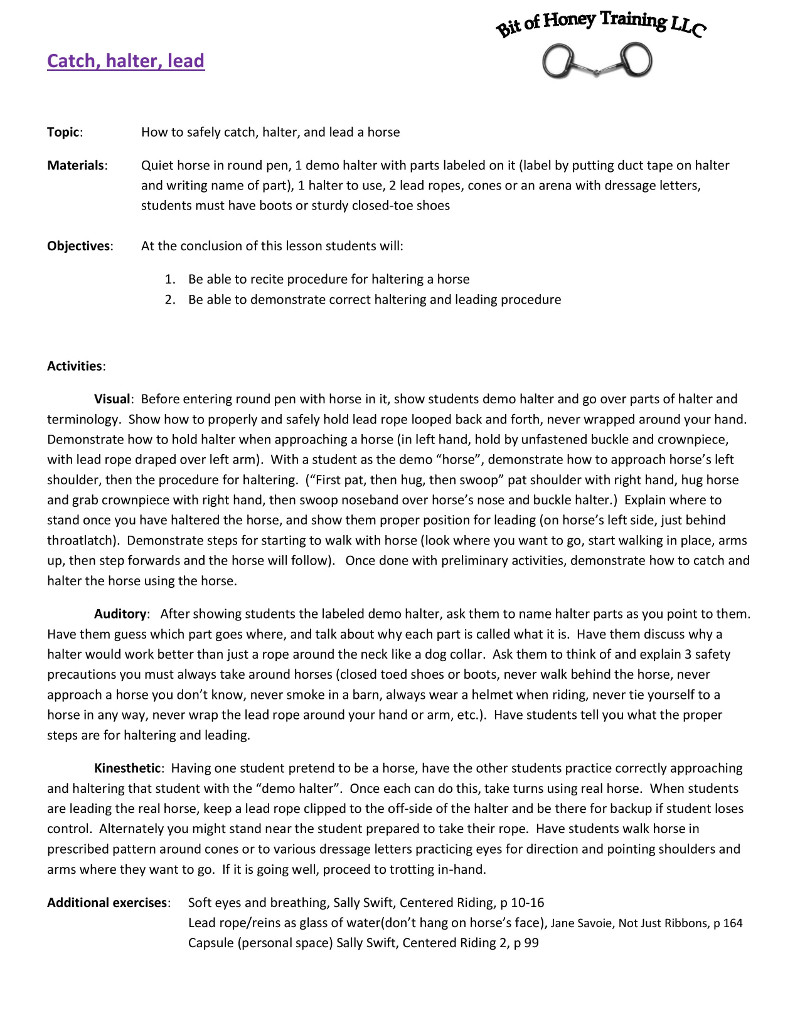 Bit of Honey Training LLC
Catch, halter, lead
Topic: How to safely catch, halter, and lead a horse
Materials: Quiet horse in round pen, 1 demo halter with parts labeled on it (label by putting duct tape on halter
and writing name of part), 1 halter to use, 2 lead ropes, cones or an arena with dressage letters,
students must have boots or sturdy closed-toe shoes
Objectives: At the conclusion of this lesson students will:
1. Be able to recite procedure for haltering a horse
2. Be able to demonstrate correct haltering and leading procedure
Activities:
Visual: Before entering round pen with horse in it, show students demo halter and go over parts of halter and
terminology. Show how to properly and safely hold lead rope looped back and forth, never wrapped around your hand.
Demonstrate how to hold halter when approaching a horse (in left hand, hold by unfastened buckle and crownpiece,
with lead rope draped over left arm). With a student as the demo “horse”, demonstrate how to approach horse’s left
shoulder, then the procedure for haltering. (“First pat, then hug, then swoop” pat shoulder with right hand, hug horse
and grab crownpiece with right hand, then swoop noseband over horse’s nose and buckle halter.) Explain where to
stand once you have haltered the horse, and show them proper position for leading (on horse’s left side, just behind
throatlatch). Demonstrate steps for starting to walk with horse (look where you want to go, start walking in place, arms
up, then step forwards and the horse will follow). Once done with preliminary activities, demonstrate how to catch and
halter the horse using the horse.
Auditory: After showing students the labeled demo halter, ask them to name halter parts as you point to them.
Have them guess which part goes where, and talk about why each part is called what it is. Have them discuss why a
halter would work better than just a rope around the neck like a dog collar. Ask them to think of and explain 3 safety
precautions you must always take around horses (closed toed shoes or boots, never walk behind the horse, never
approach a horse you don’t know, never smoke in a barn, always wear a helmet when riding, never tie yourself to a
horse in any way, never wrap the lead rope around your hand or arm, etc.). Have students tell you what the proper
steps are for haltering and leading.
Kinesthetic: Having one student pretend to be a horse, have the other students practice correctly approaching
and haltering that student with the “demo halter”. Once each can do this, take turns using real horse. When students
are leading the real horse, keep a lead rope clipped to the off-side of the halter and be there for backup if student loses
control. Alternately you might stand near the student prepared to take their rope. Have students walk horse in
prescribed pattern around cones or to various dressage letters practicing eyes for direction and pointing shoulders and
arms where they want to go. If it is going well, proceed to trotting in-hand.
Additional exercises: Soft eyes and breathing, Sally Swift, Centered Riding, p 10-16
Lead rope/reins as glass of water(don’t hang on horse’s face), Jane Savoie, Not Just Ribbons, p 164
Capsule (personal space) Sally Swift, Centered Riding 2, p 99